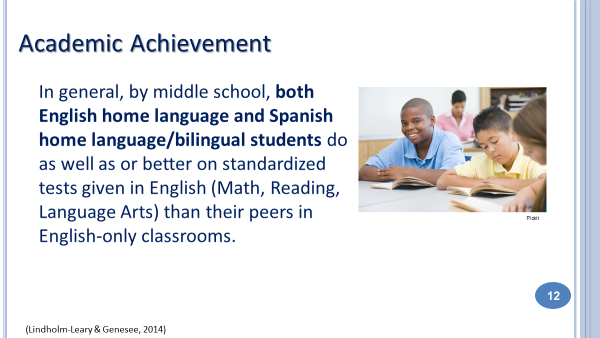 Academic Achievement
In general, by middle school, both
English home language and Spanish
home language/bilingual students do
as well as or better on standardized
tests given in English (Math, Reading,
Language Arts) than their peers in
English-only classrooms.
12
(Lindholm-Leary & Genesee, 2014)